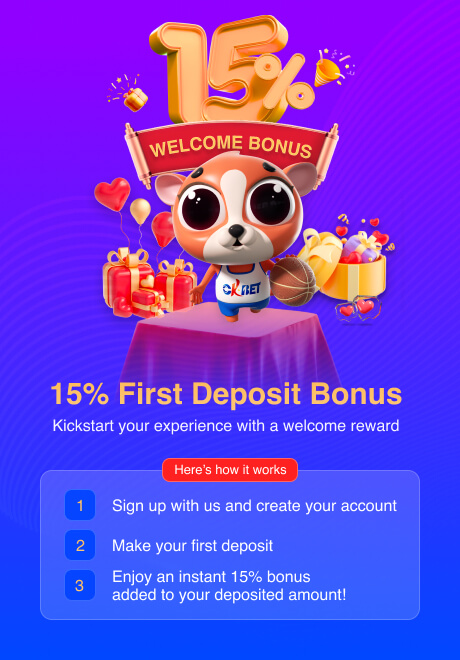 15%
WELCOME BONUS
OKBET
15% First Deposit Bonus
Kickstart your experience with a welcome reward
Here's how it works
1 Sign up with us and create your account
2 Make your first deposit
3 Enjoy an instant 15% bonus
added to your deposited amount!